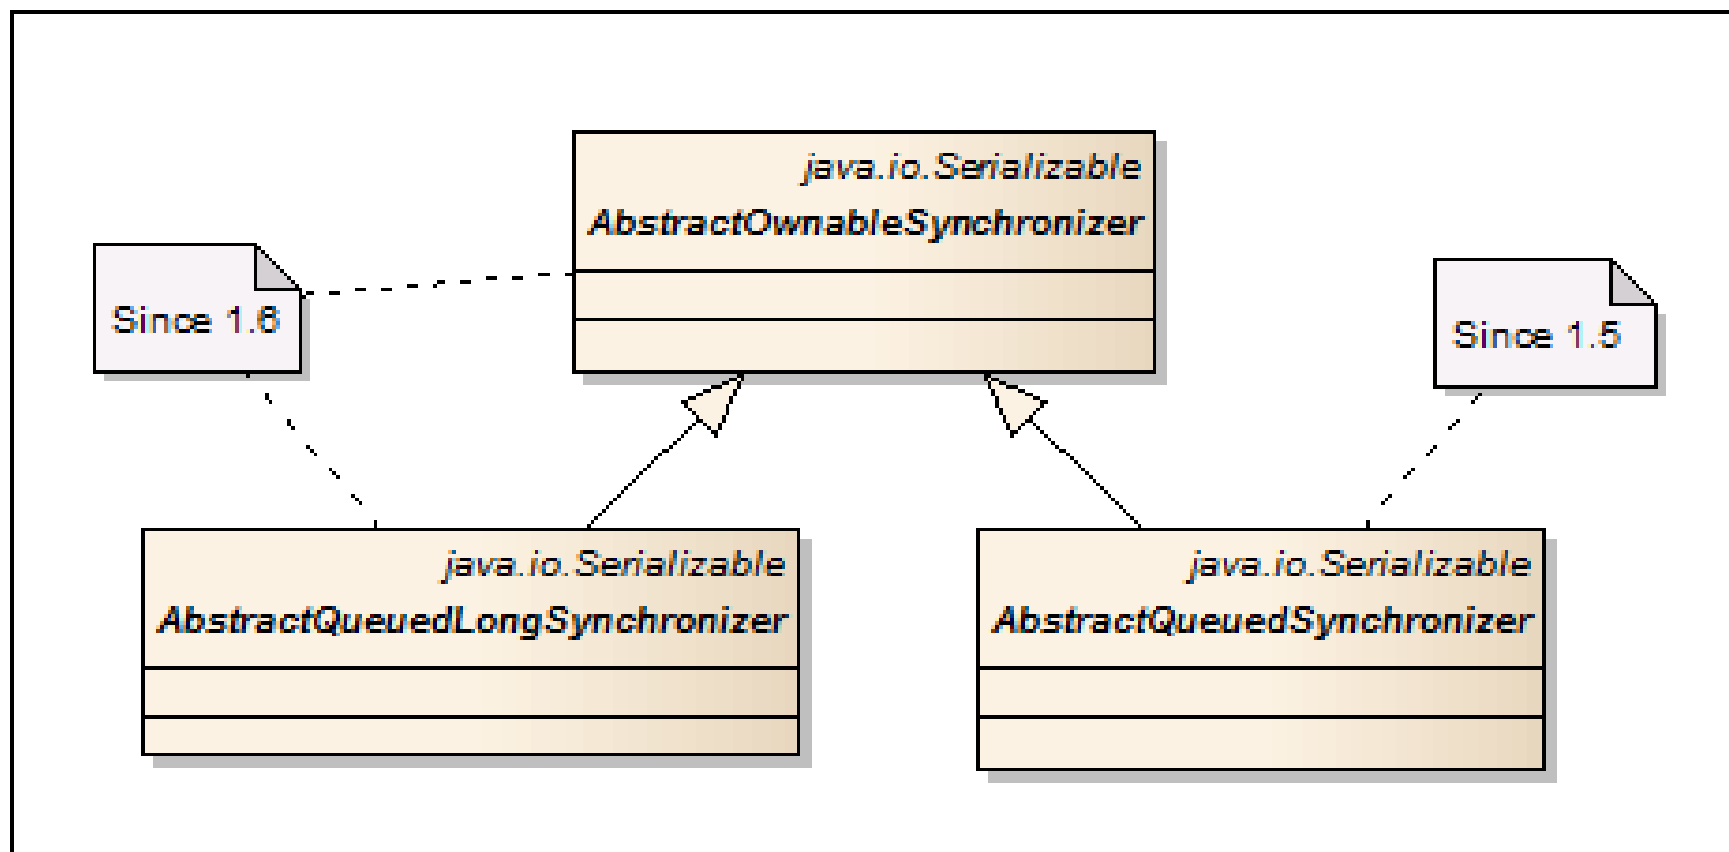 java.io.Serializable
AbstractOwnableSynchronizer
Since 1.6
Since 1.5
java.io.Serializable
AbstractQueuedLongSynchronizer
java.io.Serializable
AbstractQueuedSynchronizer